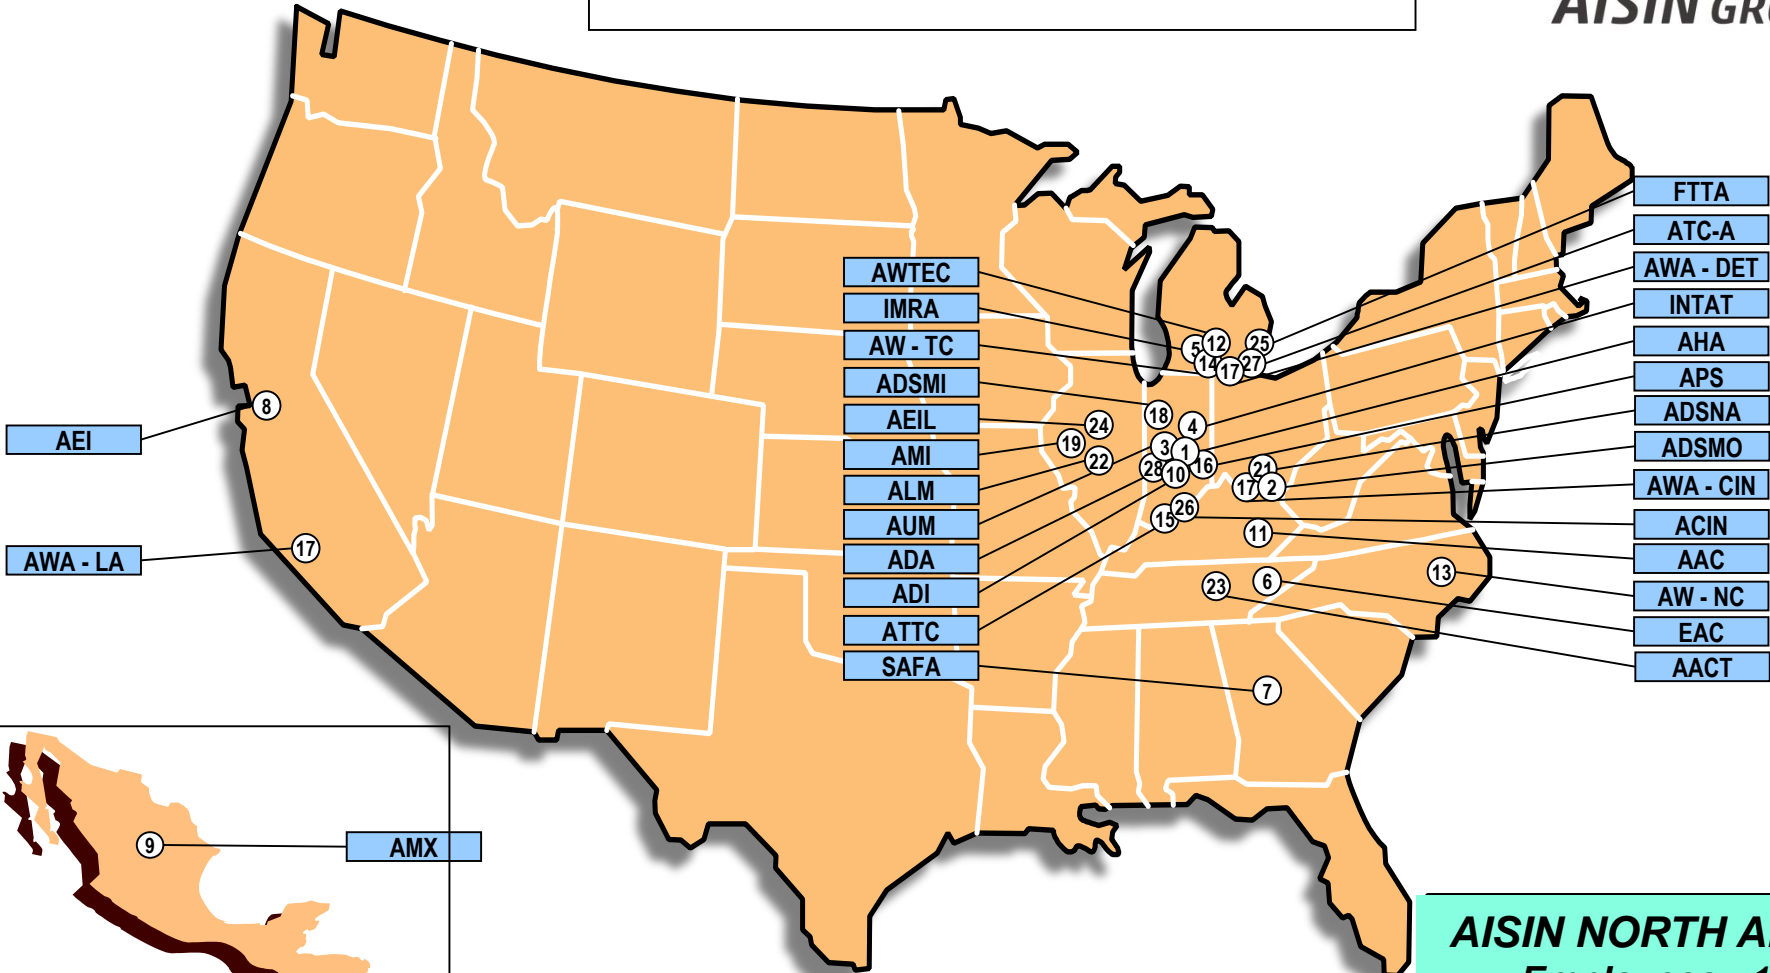 AISIN
FTTA
ATC-A
AWA - DET
INTAT
AHA
APS
ADSNA
ADSMO
AWA - CIN
ACIN
AAC
AW - NC
EAC
AACT
AWTEC
IMRA
AW - TC
ADSMI
AEIL
AMI
ALM
AUM
ADA
ADI
ATTC
SAFA
AEI
AWA - LA
AMX
5
12
25
14
17
27
8
18
24
4
19
3
1
22
28
10
16
21
17
2
26
15
11
17
23
6
13
7
9
AISIN NORTH